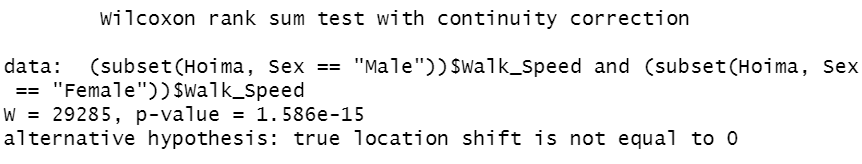 Wilcoxon rank sum test with continuity correction
data:  (subset(Hoima, Sex == "Male"))$Walk_Speed and (subset(Hoima, Sex
== "Female"))$Walk_Speed
W = 29285, p-value = 1.586e-15
alternative hypothesis: true location shift is not equal to 0